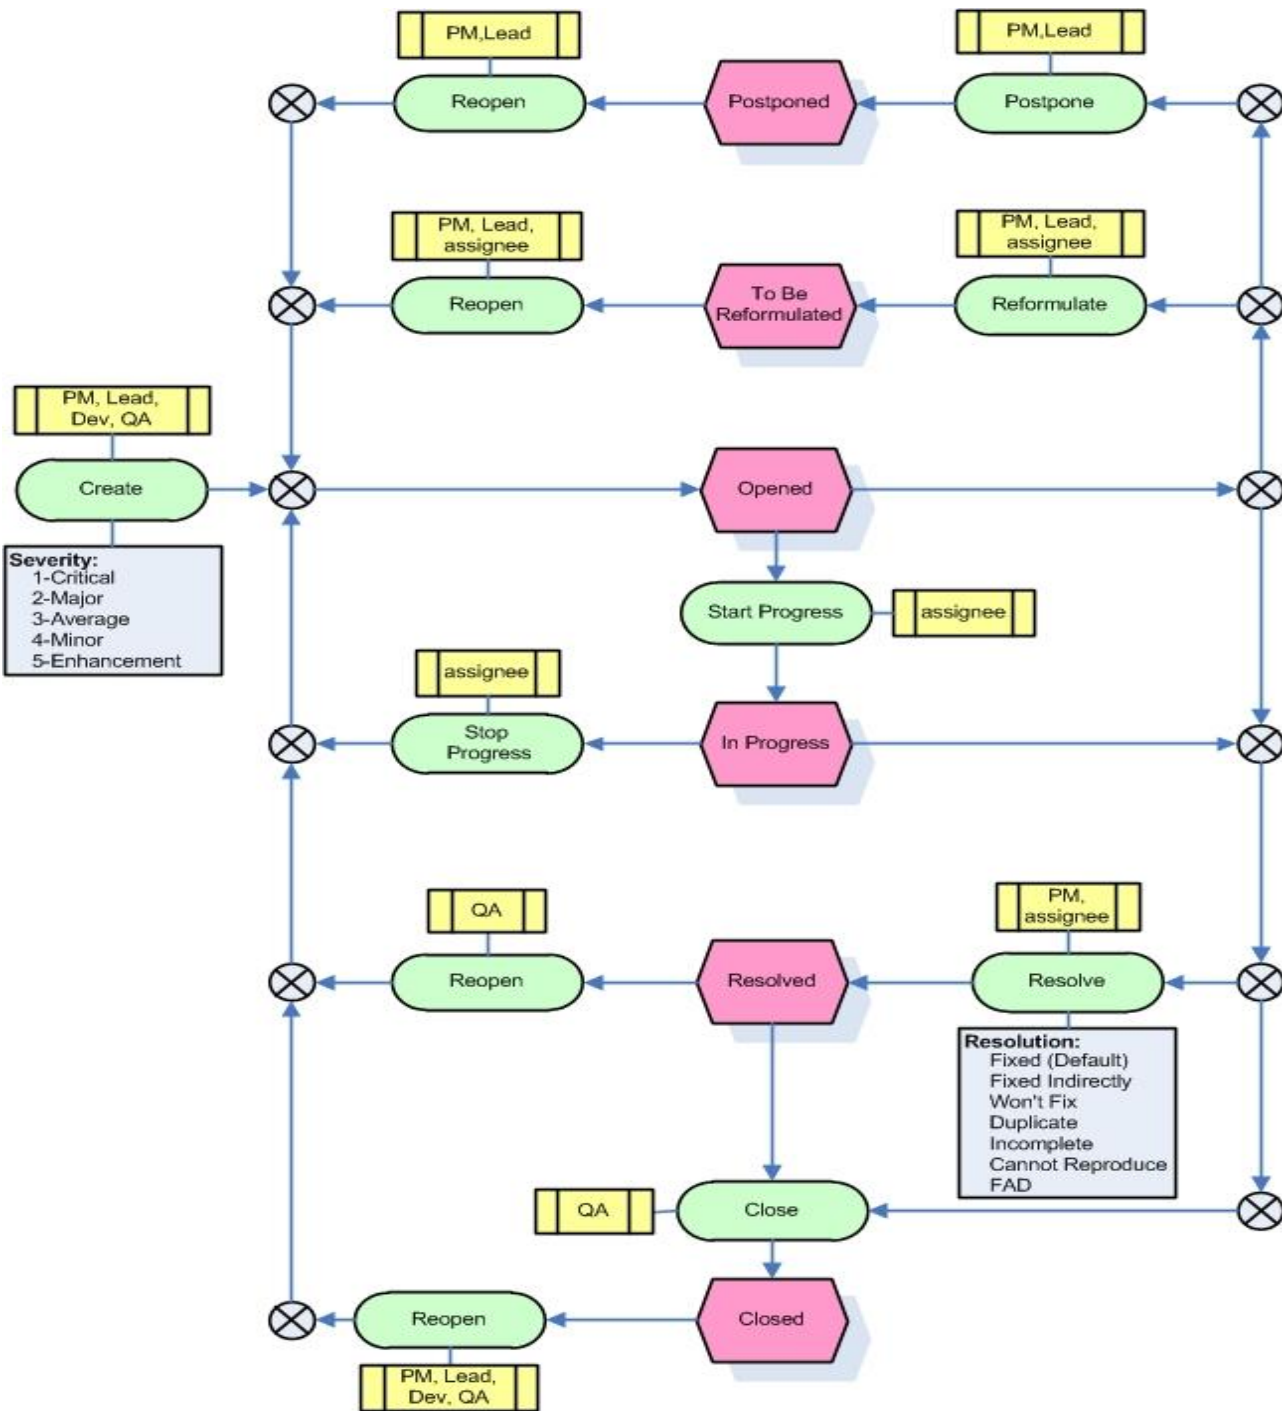 PM,Lead
PM,Lead
Reopen
Postponed
Postpone
PM, Lead,
assignee
PM, Lead,
assignee
Reopen
To Be
Reformulated
Reformulate
PM, Lead,
Dev, QA
Create
Opened
Severity:
1-Critical
2-Major
3-Average
4-Minor
5-Enhancement
Start Progress
assignee
assignee
Stop
Progress
In Progress
QA
PM,
assignee
Reopen
Resolved
Resolve
Resolution:
Fixed (Default)
Fixed Indirectly
Won't Fix
Duplicate
Incomplete
Cannot Reproduce
FAD
QA
Close
Reopen
Closed
PM, Lead,
Dev, QA